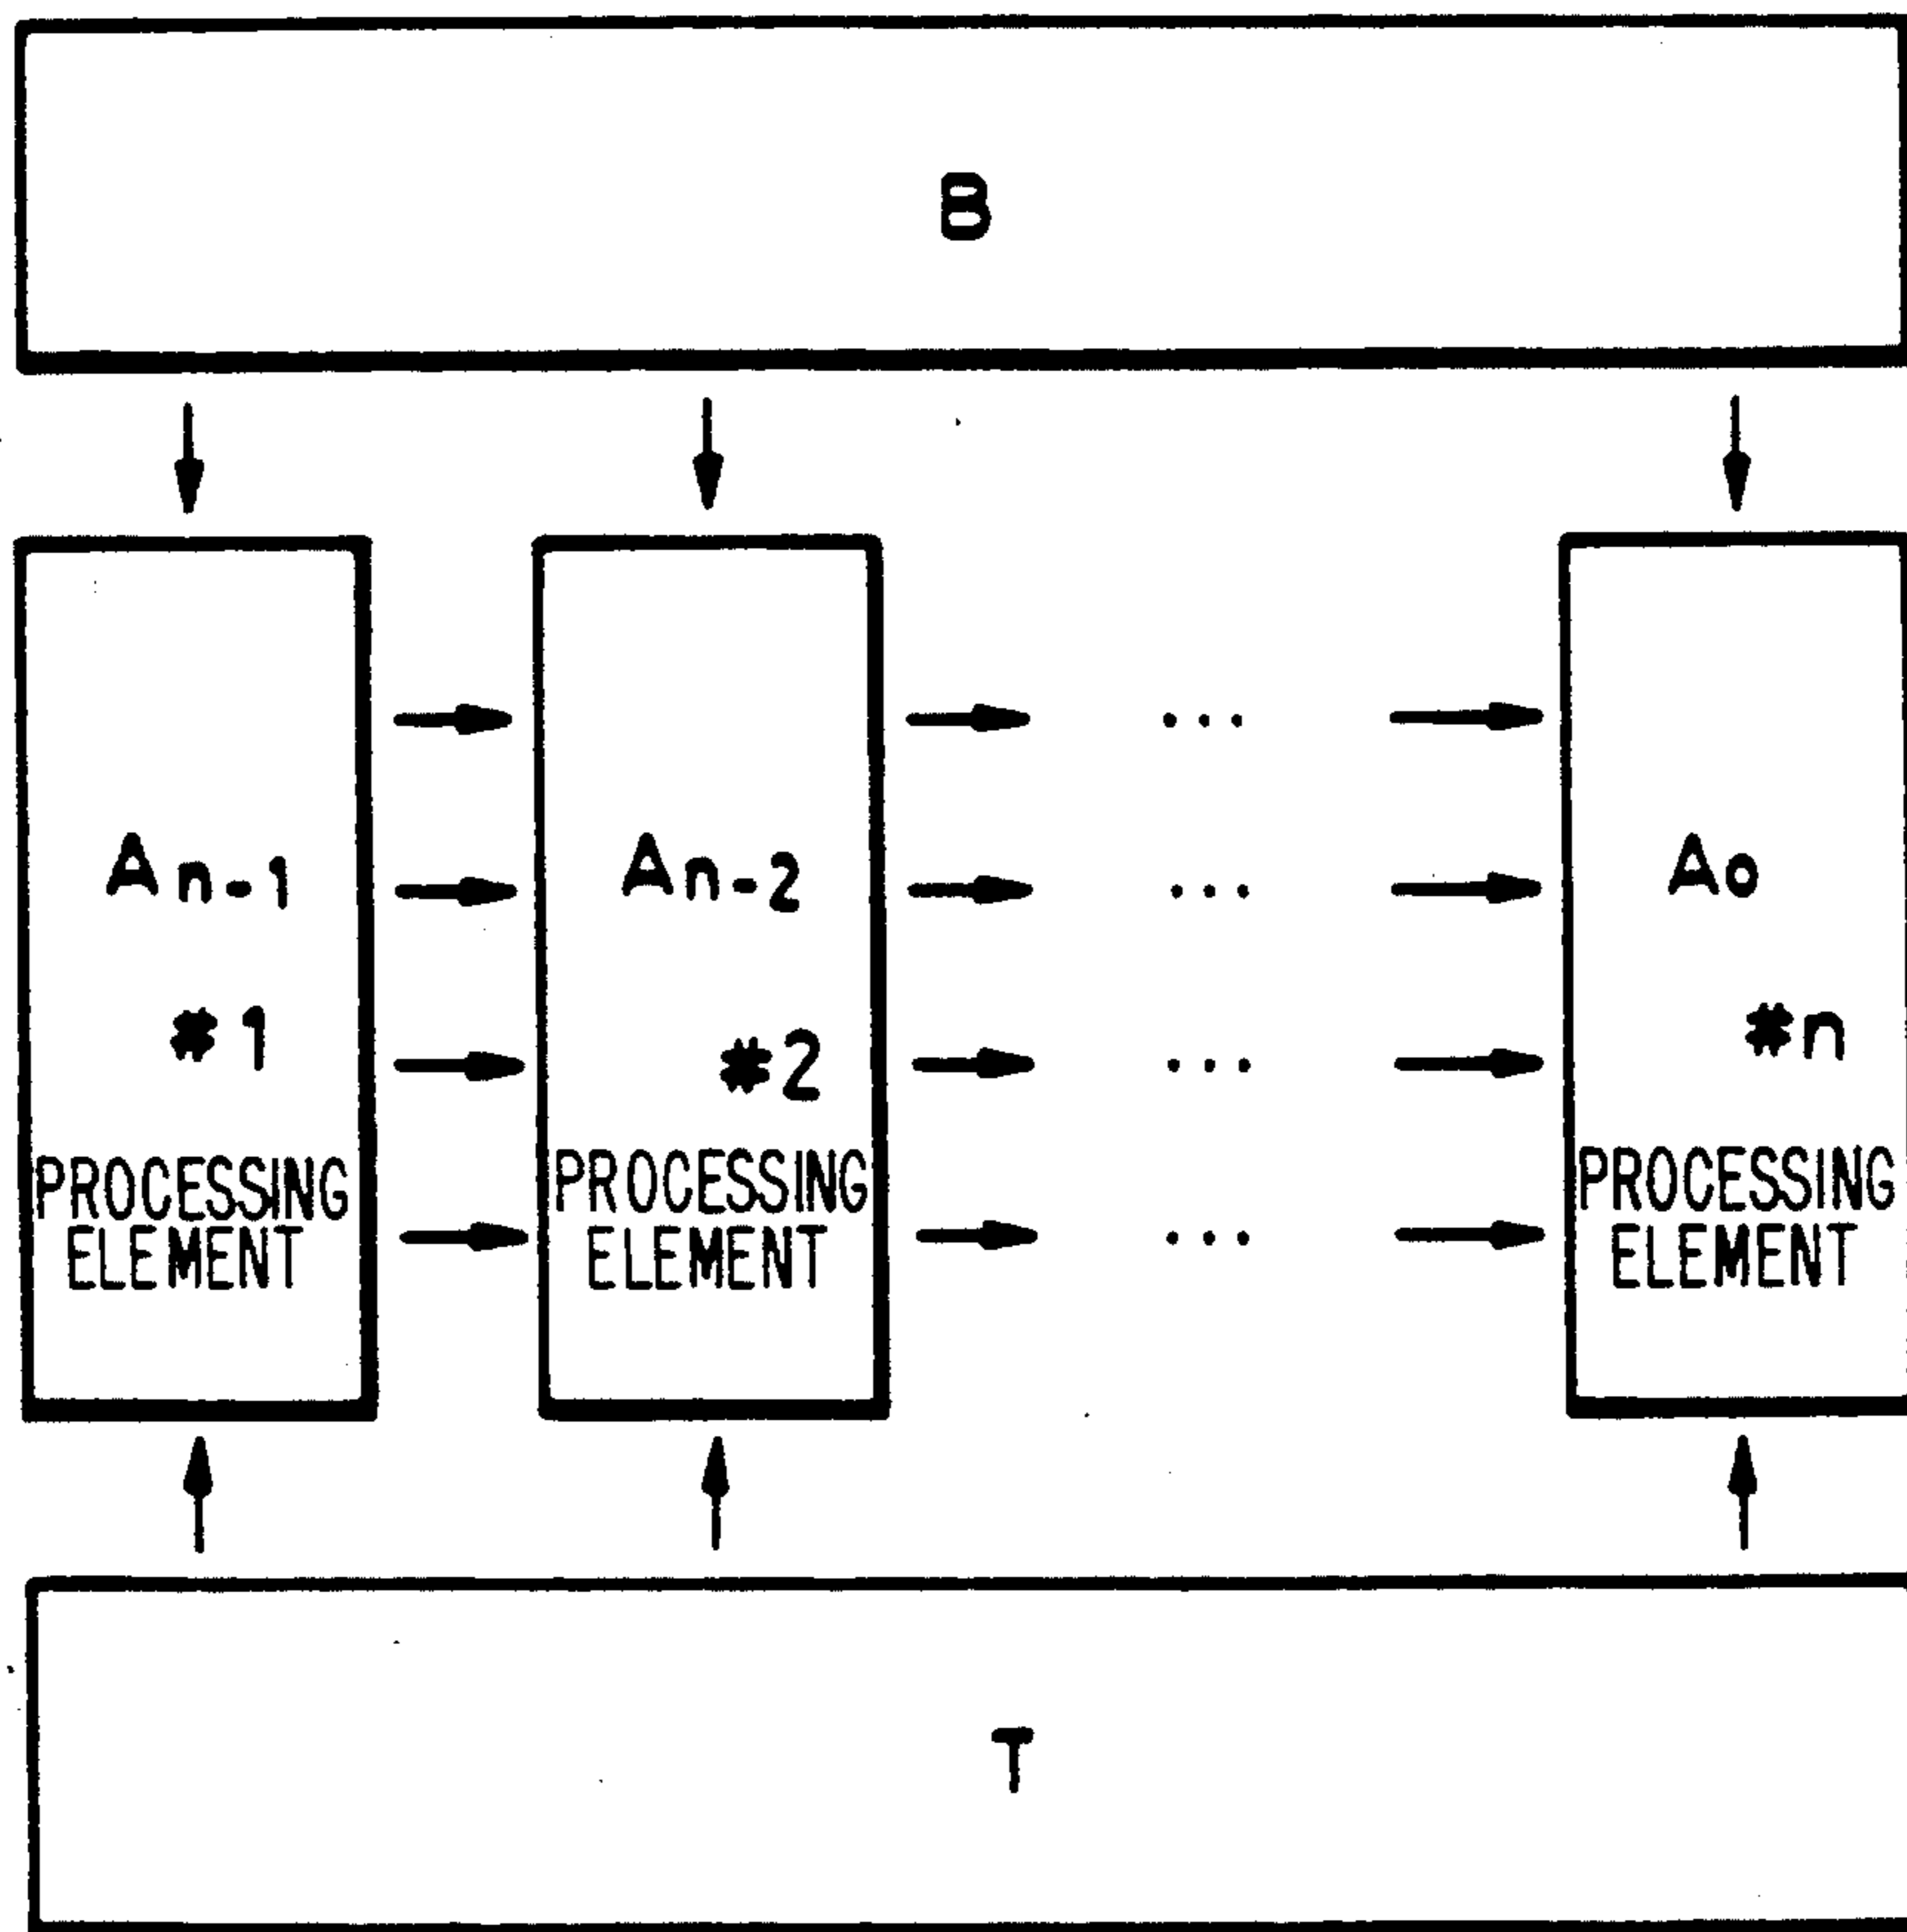 B
An-1
An-2
Ao
#1
#2
#n
PROCESSING
ELEMENT
PROCESSING
ELEMENT
PROCESSING
ELEMENT
T